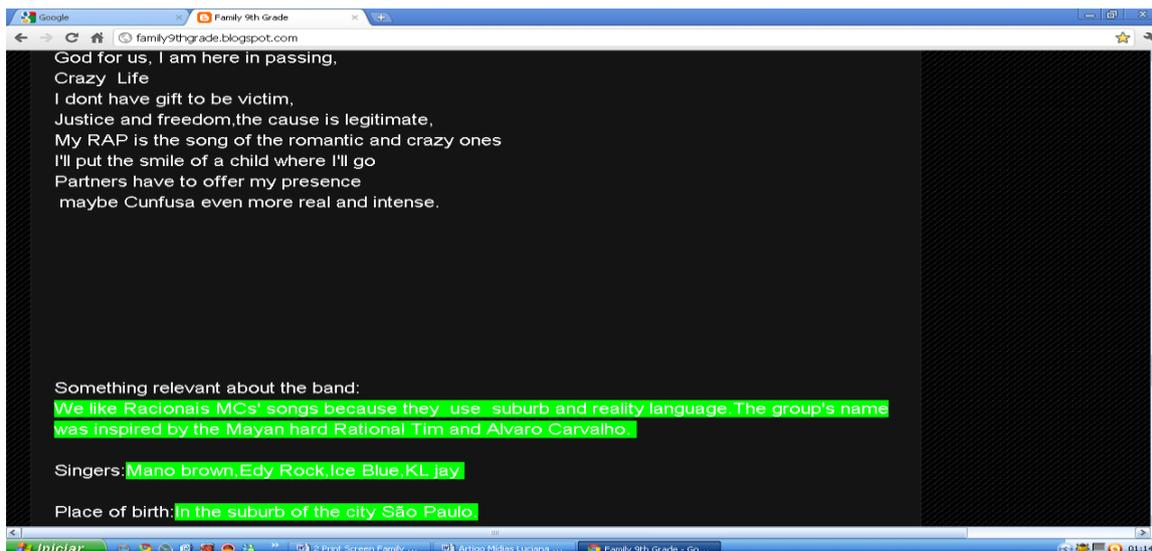 Google
Family 9th Grade
family9thgrade.blogspot.com
God for us, I am here in passing,
Crazy Life
I dont have gift to be victim,
Justice and freedom,the cause is legitimate,
My RAP is the song of the romantic and crazy ones
I'll put the smile of a child where I'll go
Partners have to offer my presence
maybe Cunfusa even more real and intense.
Something relevant about the band:
We like Racionais MCs' songs because they use suburb and reality language.The group's name
was inspired by the Mayan hard Rational Tim and Alvaro Carvalho.
Singers:Mano brown,Edy Rock,Ice Blue,KL jay
Place of birth:In the suburb of the city São Paulo.
Iniciar
2 Print Screen Family ...
Artigo Midias Luciana ...
Family 9th Grade - Go...